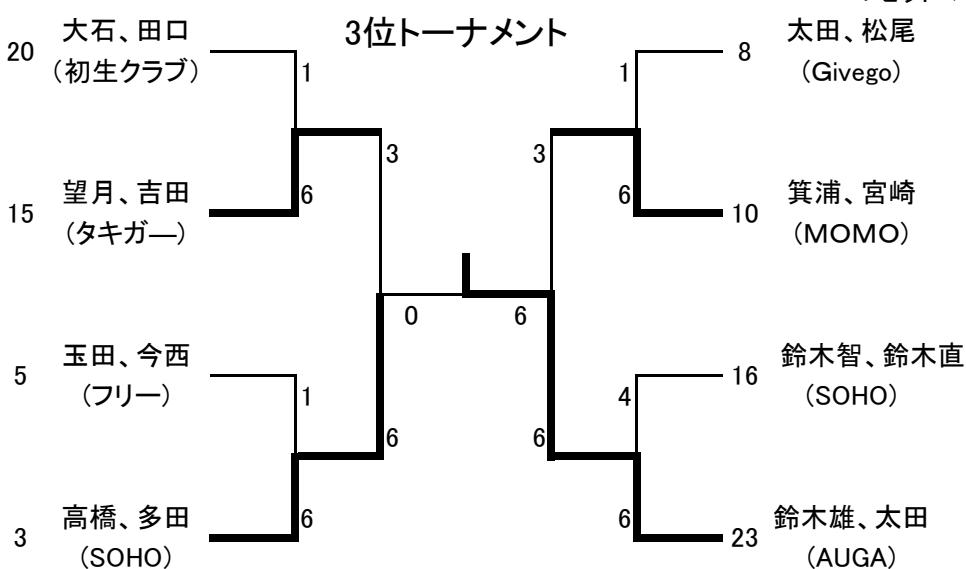 3位トーナメント
20
大石、田口
(初生クラブ)
1
15
望月、吉田
(タキガ―)
6
3
5
玉田、今西
(フリー)
1
3
高橋、多田
(SOHO)
6
6
0
6
太田、松尾
(Givego)
8
1
箕浦、宮崎
(MOMO)
10
6
3
鈴木智、鈴木直
(SOHO)
16
4
鈴木雄、太田
(AUGA)
23
6
6